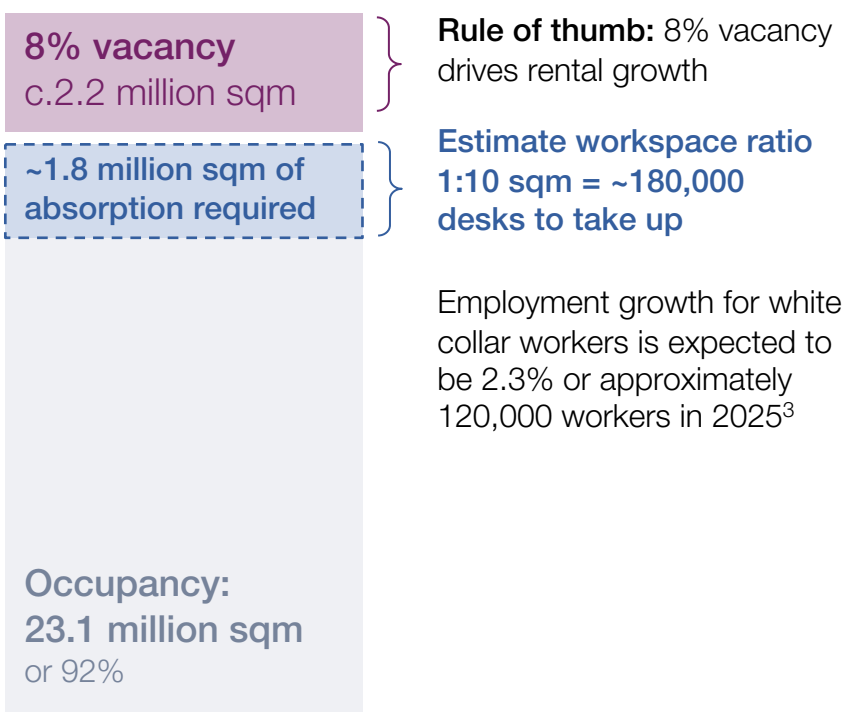 8% vacancy
c.2.2 million sqm
Rule of thumb: 8% vacancy
drives rental growth
~1.8 million sqm of
absorption required
Estimate workspace ratio
1:10 sqm = ~180,000
desks to take up
Employment growth for white
collar workers is expected to
be 2.3% or approximately
120,000 workers in 2025³
Occupancy:
23.1 million sqm
or 92%